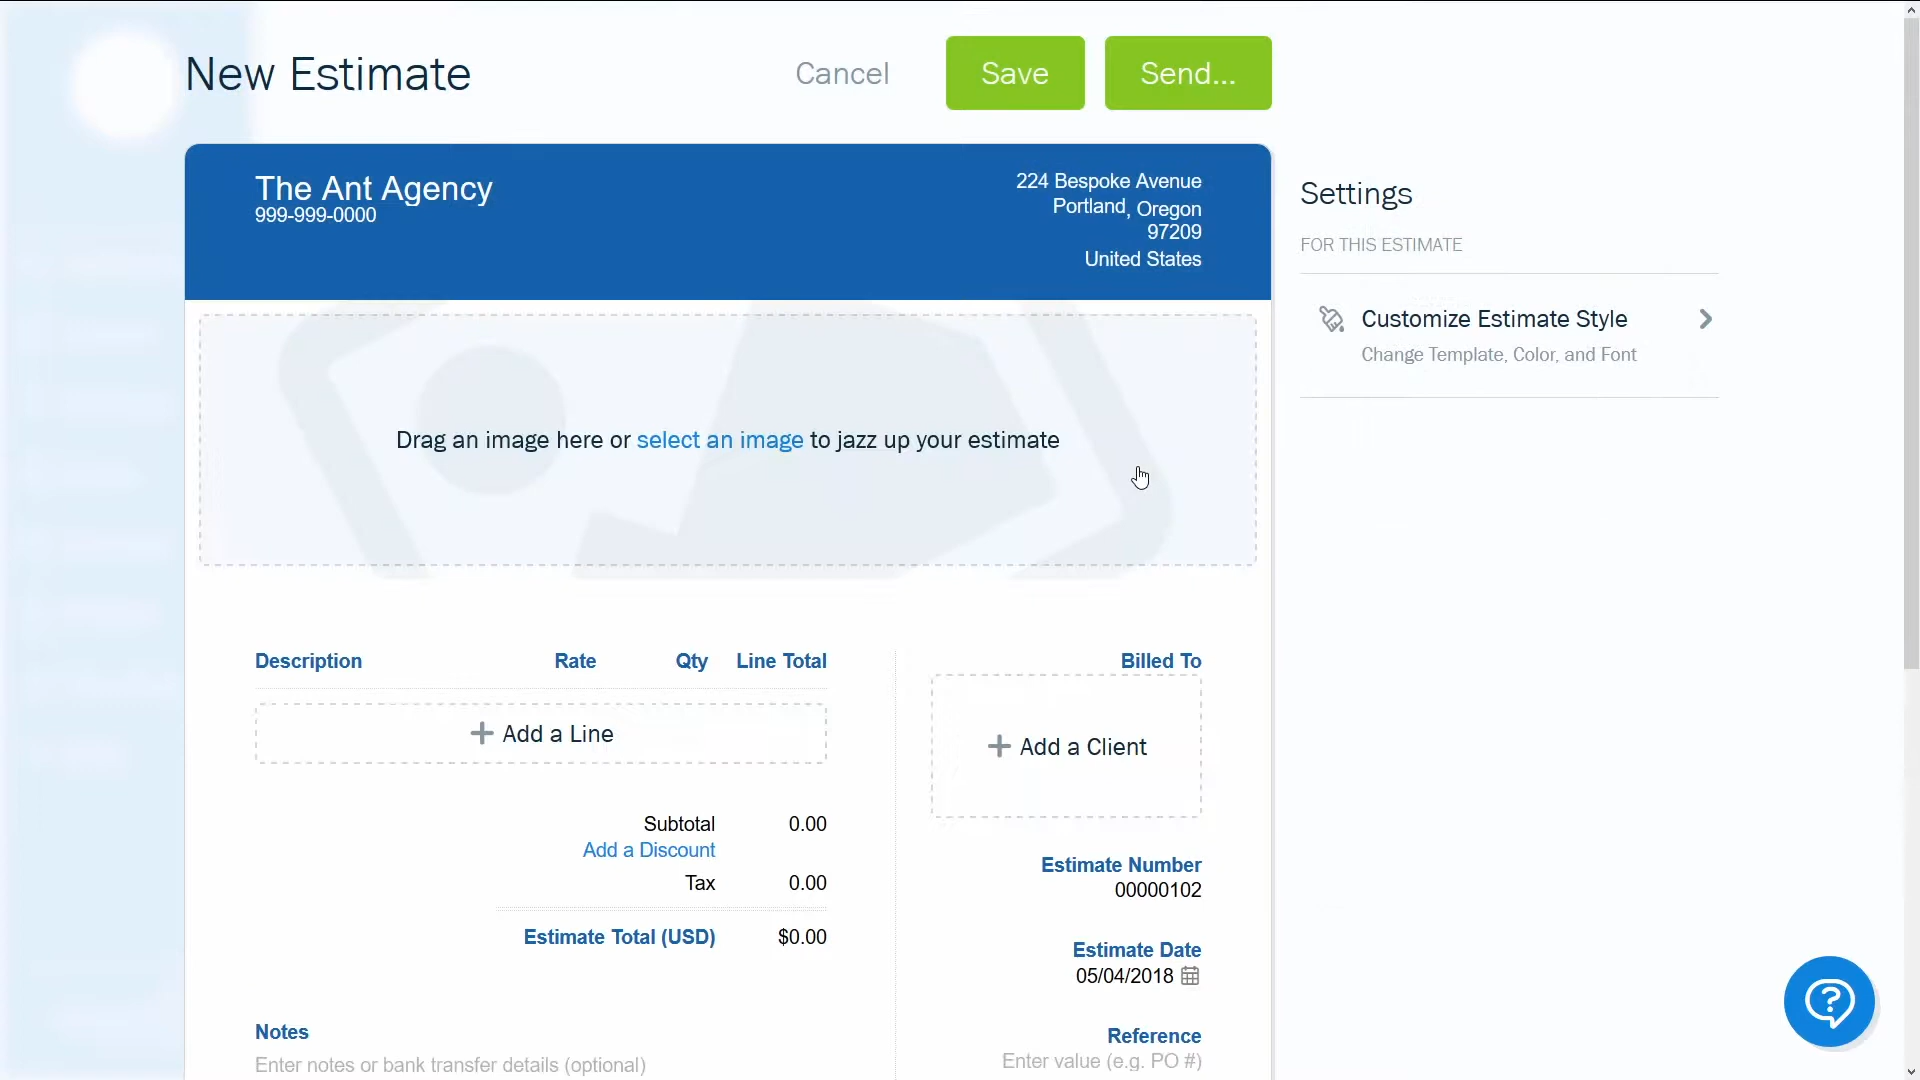 New Estimate
Cancel
Save
Send...
The Ant Agency
999-999-0000
224 Bespoke Avenue
Portland, Oregon
97209
United States
Settings
FOR THIS ESTIMATE
Customize Estimate Style
Change Template, Color, and Font
Drag an image here or select an image to jazz up your estimate
Description Rate Qty Line Total
Add a Line
Subtotal 0.00
Add a Discount
Tax 0.00
Estimate Total (USD) $0.00
Notes
Enter notes or bank transfer details (optional)
Billed To
Add a Client
Estimate Number
00000102
Estimate Date
05/04/2018
Reference
Enter value (e.g. PO #)